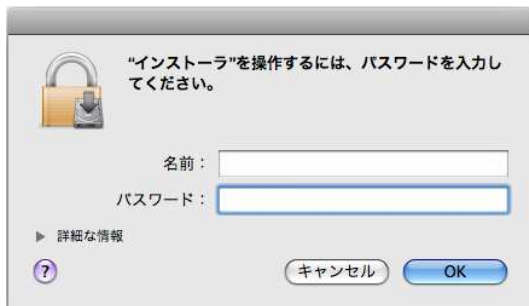 “インストーラ”を操作するには、パスワードを入力し
てください。
名前：
パスワード：
▶ 詳細な情報
? キャンセル OK